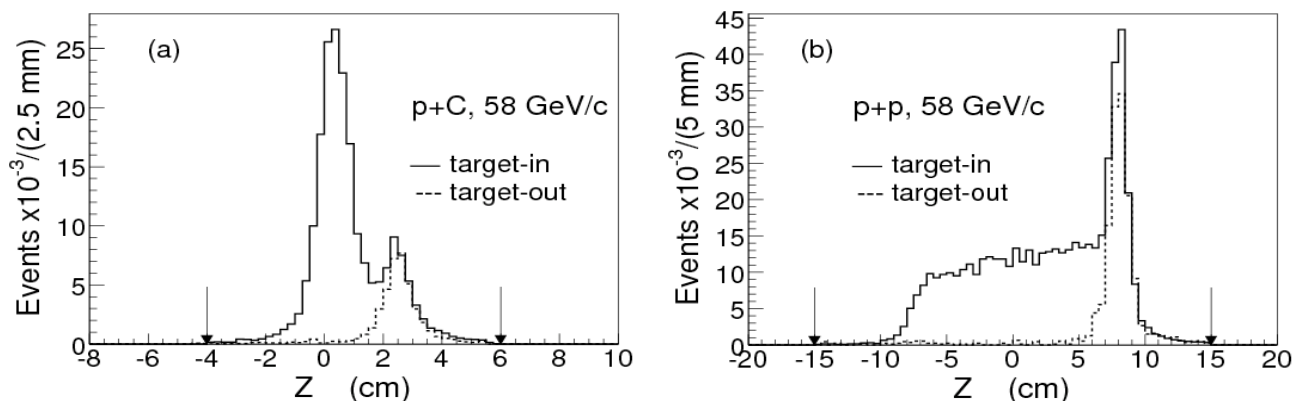 Events x10⁻³/(2.5 mm)
25
20
15
10
5
0
(a)
p+C, 58 GeV/c
target-in
target-out
-8 -6 -4 -2 0 2 4 6 8 10
Z (cm)
Events x10⁻³/(5 mm)
45
40
35
30
25
20
15
10
5
0
(b)
p+p, 58 GeV/c
target-in
target-out
-20 -15 -10 -5 0 5 10 15 20
Z (cm)